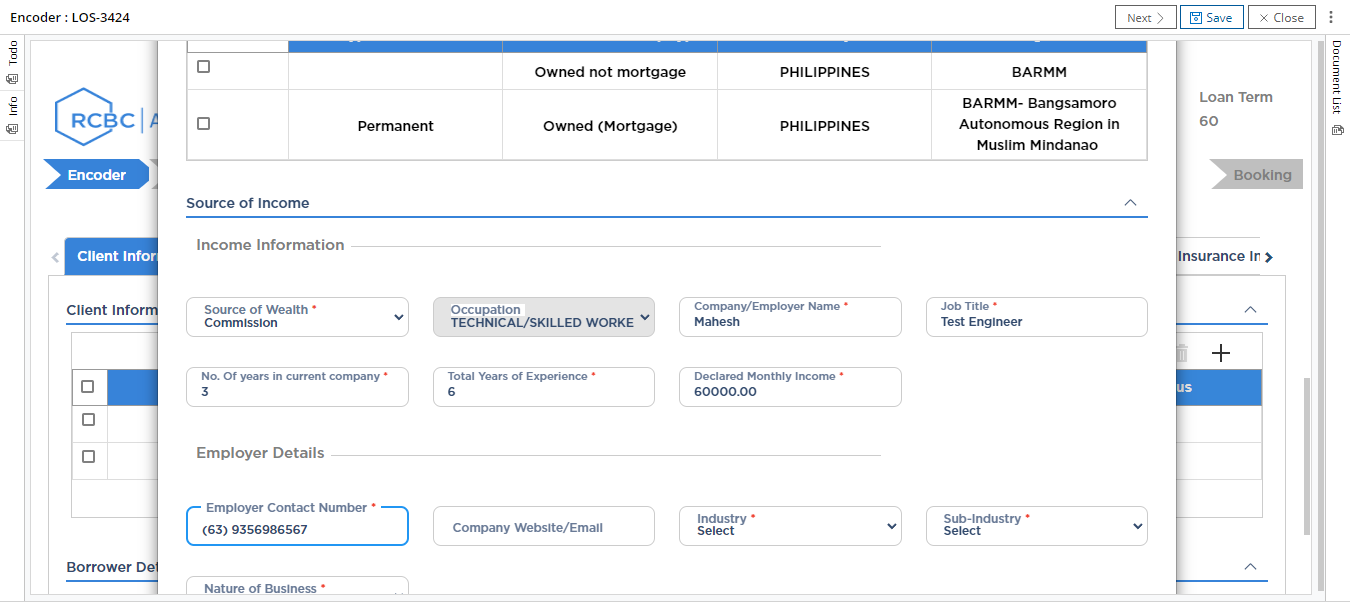 Encoder : LOS-3424
Next
Save
Close
Todo
Info
Document List
RCBC
Loan Term
60
Encoder
Booking
Owned not mortgage
PHILIPPINES
BARMM
Permanent
Owned (Mortgage)
PHILIPPINES
BARMM- Bangsamoro
Autonomous Region in
Muslim Mindanao
Source of Income
Income Information
Client Infor
Insurance In
Client Inform
Source of Wealth *
Commission
Occupation
TECHNICAL/SKILLED WORKE
Company/Employer Name *
Mahesh
Job Title *
Test Engineer
No. Of years in current company *
3
Total Years of Experience *
6
Declared Monthly Income *
60000.00
us
Employer Details
Employer Contact Number *
(63) 9356986567
Company Website/Email
Industry *
Select
Sub-Industry *
Select
Borrower Det
Nature of Business *